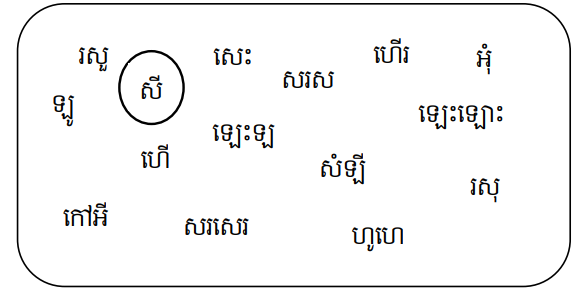 រសួ សេះ ហើរ អុំ
ឡូ សី សរស ឡេះឡោះ
ហើ ឡេះឡ សំឡី រសុ
កៅអី សរសេរ ហូហេ